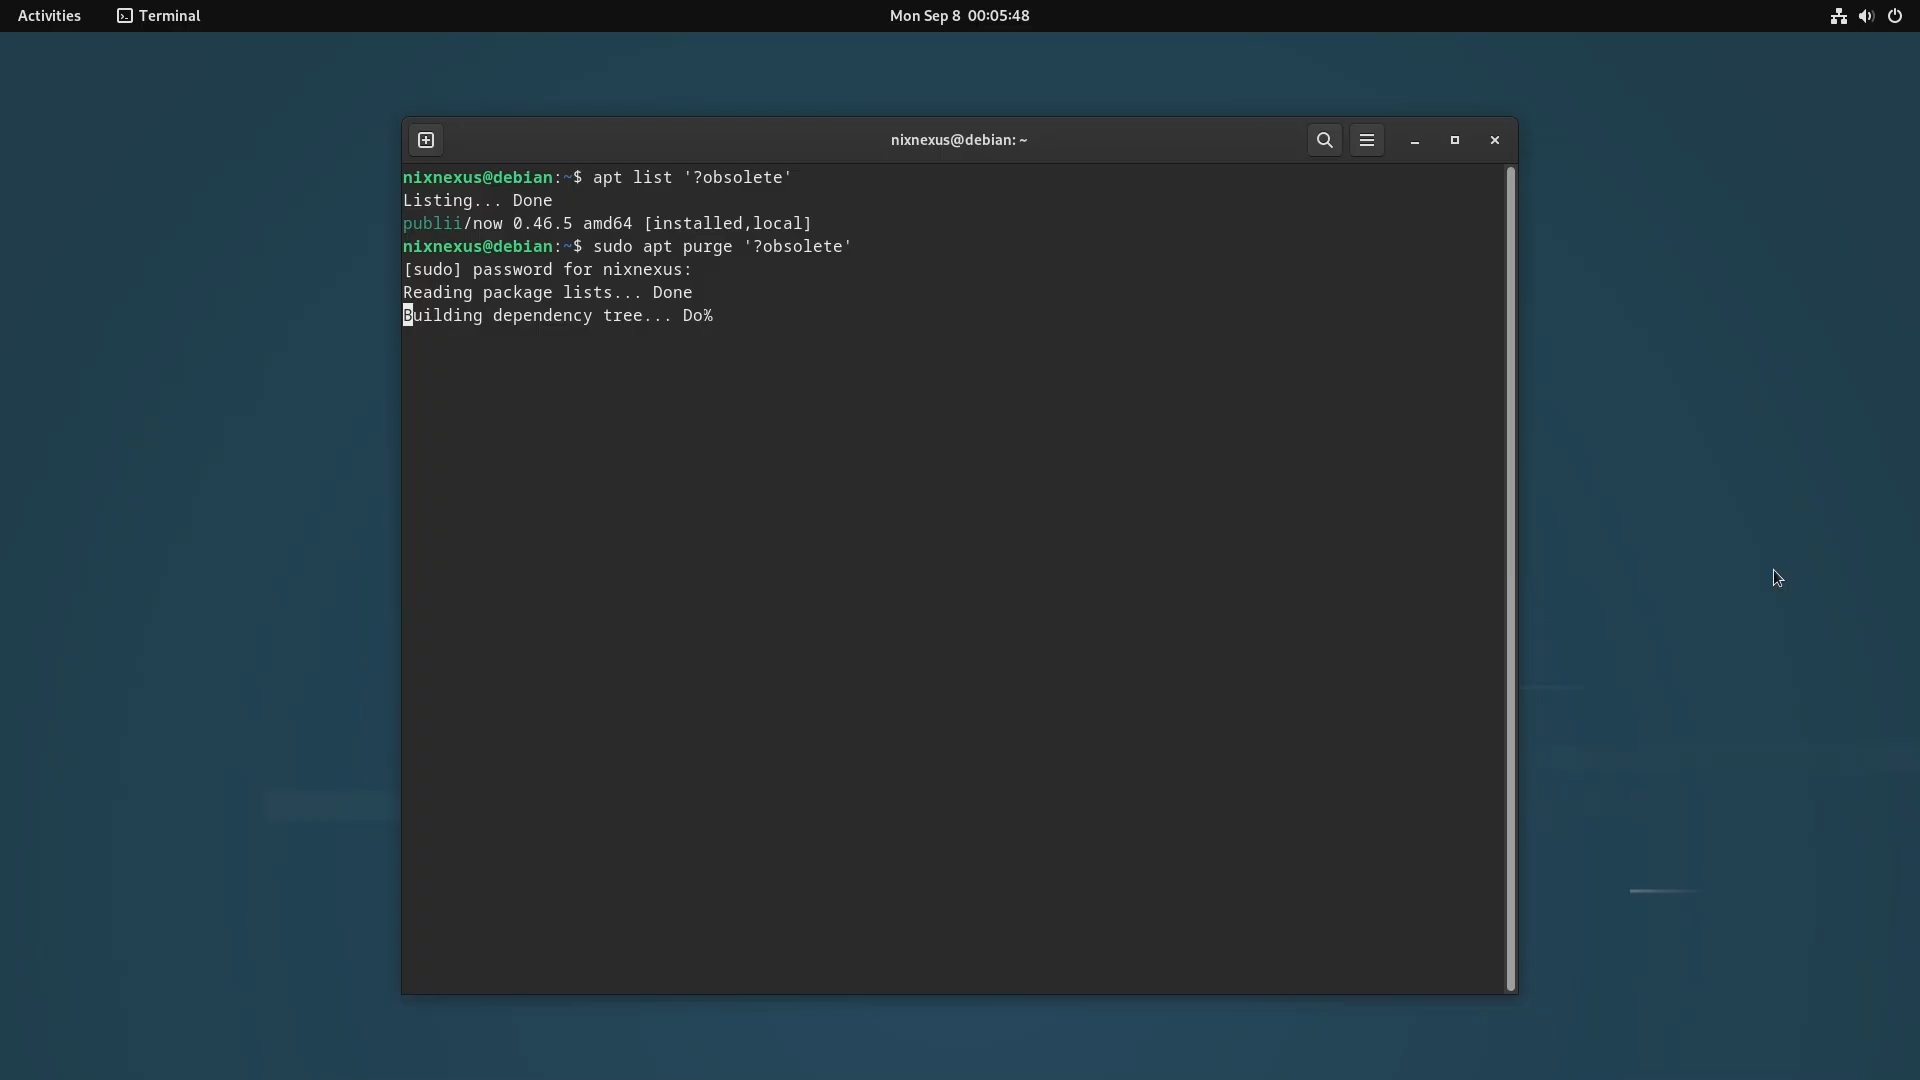 Activities Terminal Mon Sep 8 00:05:48
nixnexus@debian: ~
nixnexus@debian:~$ apt list '?obsolete'
Listing... Done
publii/now 0.46.5 amd64 [installed,local]
nixnexus@debian:~$ sudo apt purge '?obsolete'
[sudo] password for nixnexus:
Reading package lists... Done
Building dependency tree... Do%